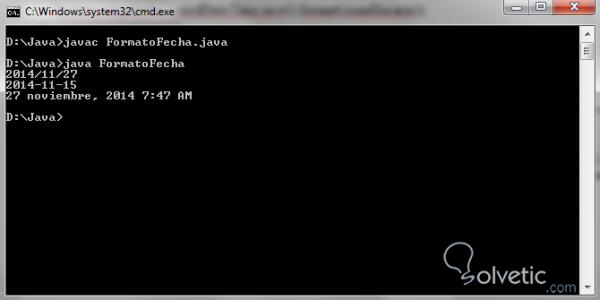 C:\Windows\system32\cmd.exe
D:\Java>javac FormatoFecha.java
D:\Java>java FormatoFecha
2014/11/27
2014-11-15
27 noviembre, 2014 7:47 AM
D:\Java>
Solvetic
.com